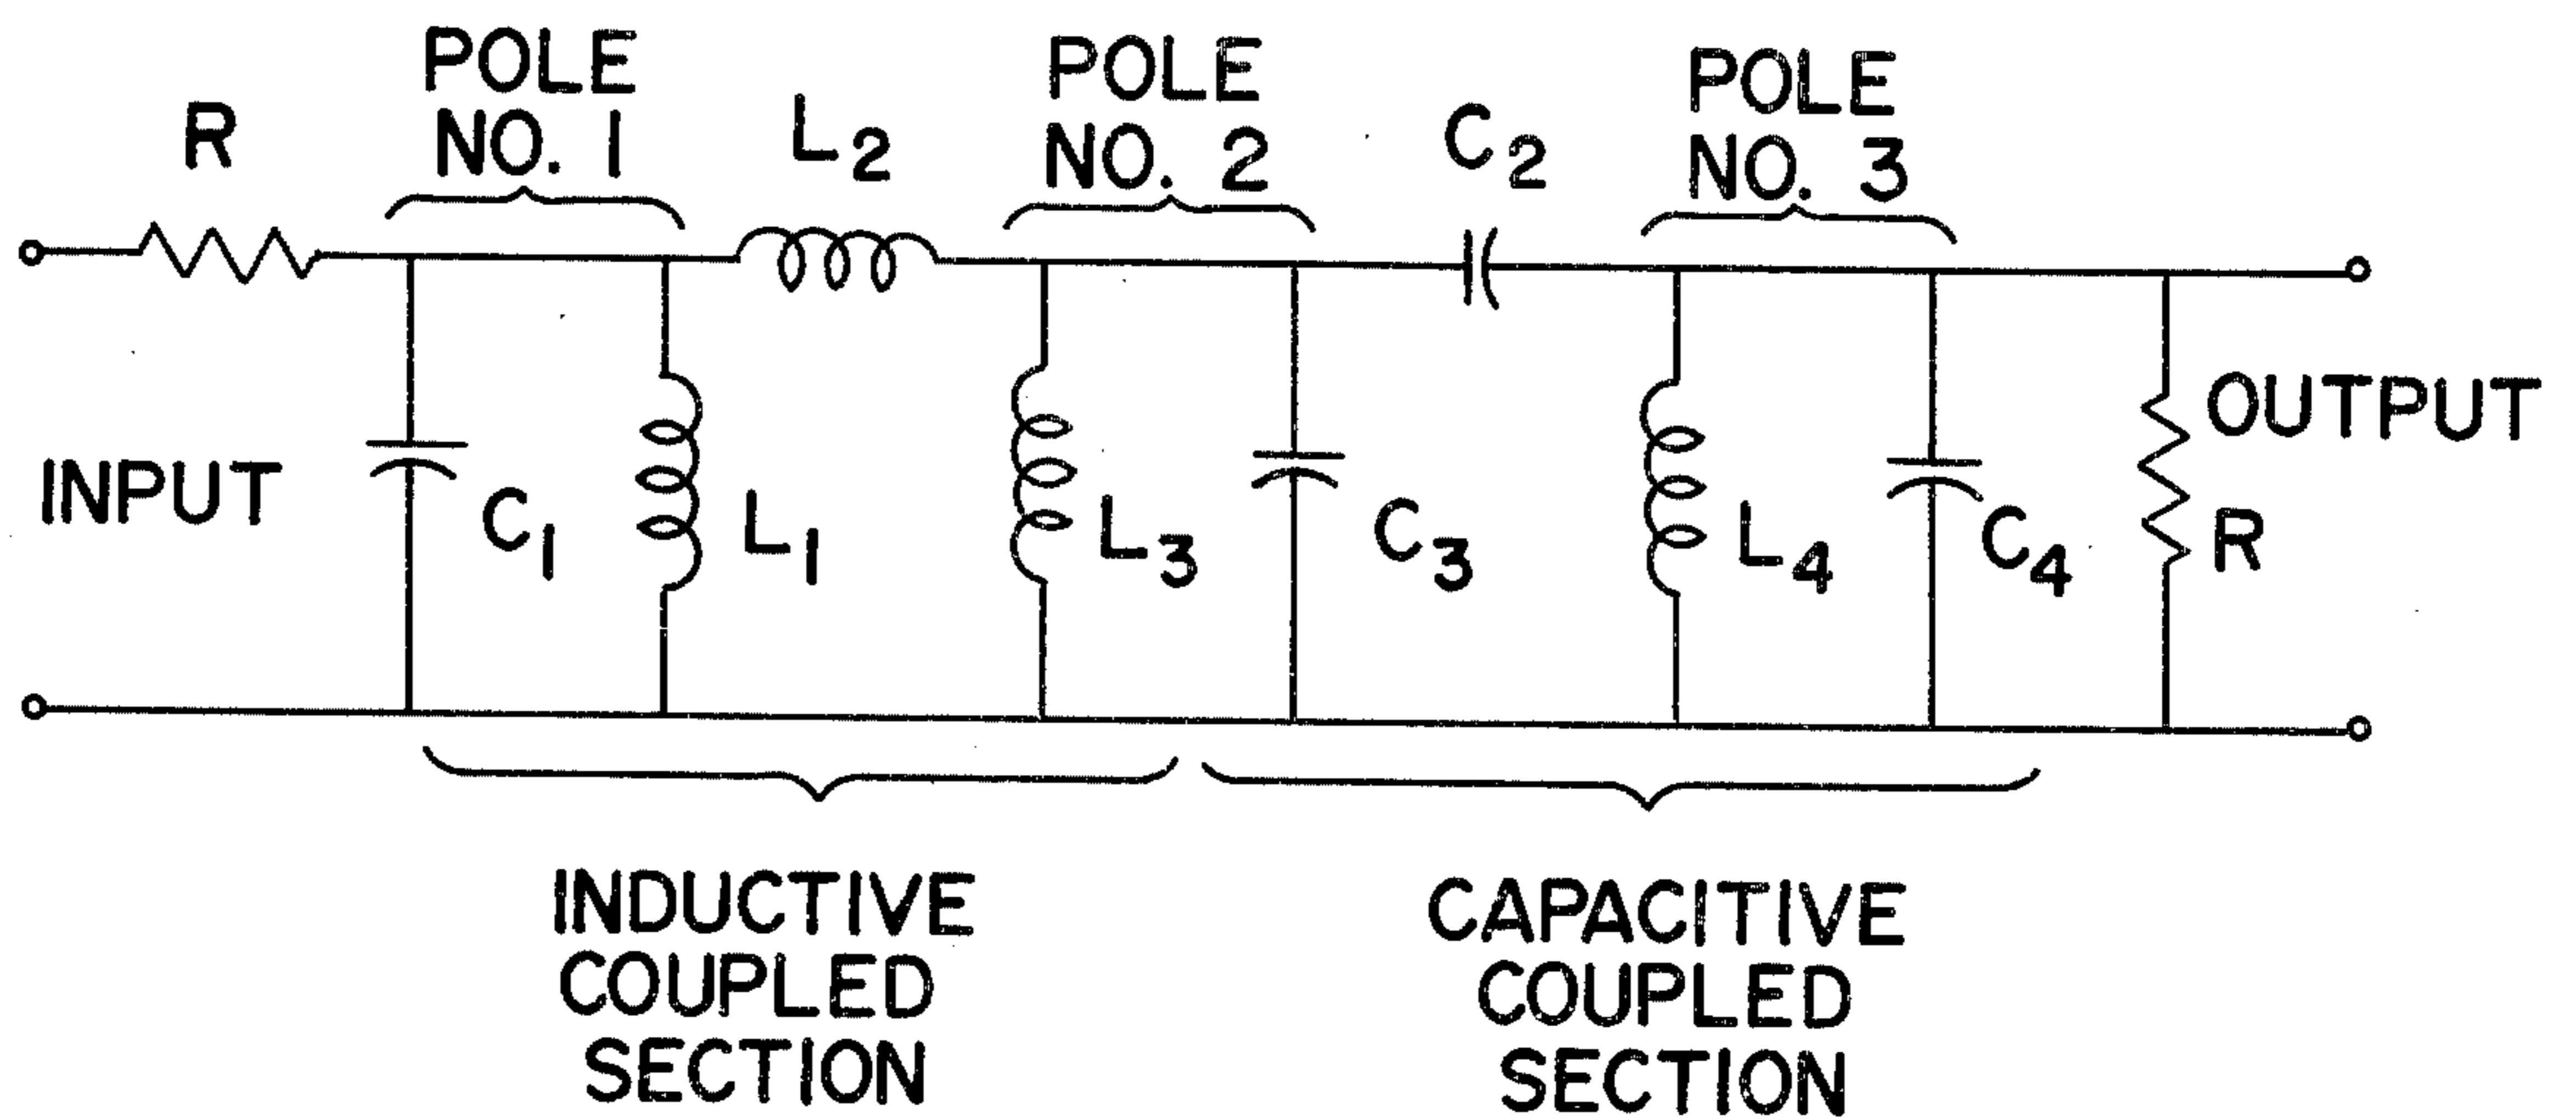 R
POLE
NO. 1
L2
POLE
NO. 2
C2
POLE
NO. 3
INPUT
C1
L1
L3
C3
L4
C4
OUTPUT
R
INDUCTIVE
COUPLED
SECTION
CAPACITIVE
COUPLED
SECTION